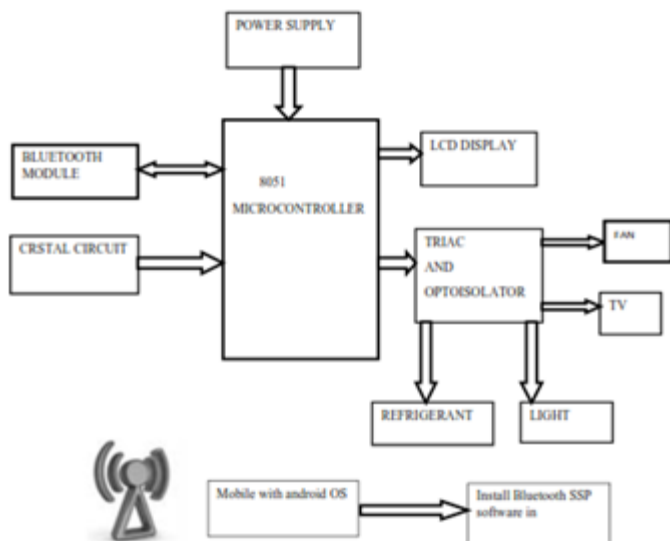 POWER SUPPLY
BLUETOOTH
MODULE
8051
MICROCONTROLLER
LCD DISPLAY
CRSTAL CIRCUIT
TRIAC
AND
OPTOISOLATOR
FAN
TV
REFRIGERANT
LIGHT
Mobile with android OS
Install Bluetooth SSP
software in